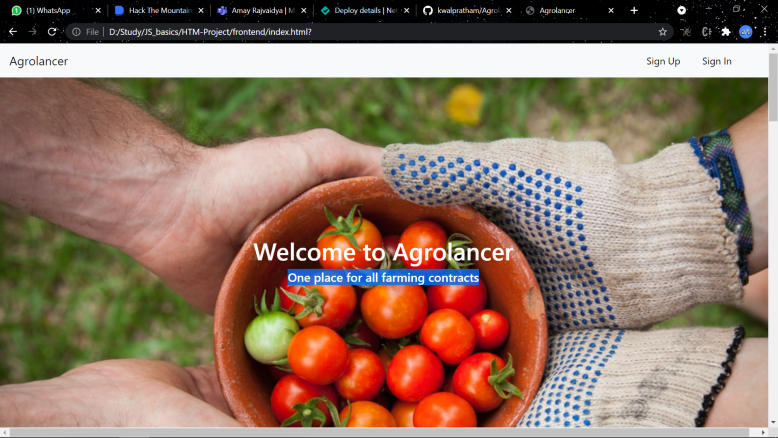 (1) WhatsApp
Hack The Mountain
Amay Rajvaidya | M
Deploy details | Net
kwalpratham/Agrol
Agrolancer
File | D:/Study/JS_basics/HTM-Project/frontend/index.html?
Agrolancer
Sign Up
Sign In
Welcome to Agrolancer
One place for all farming contracts